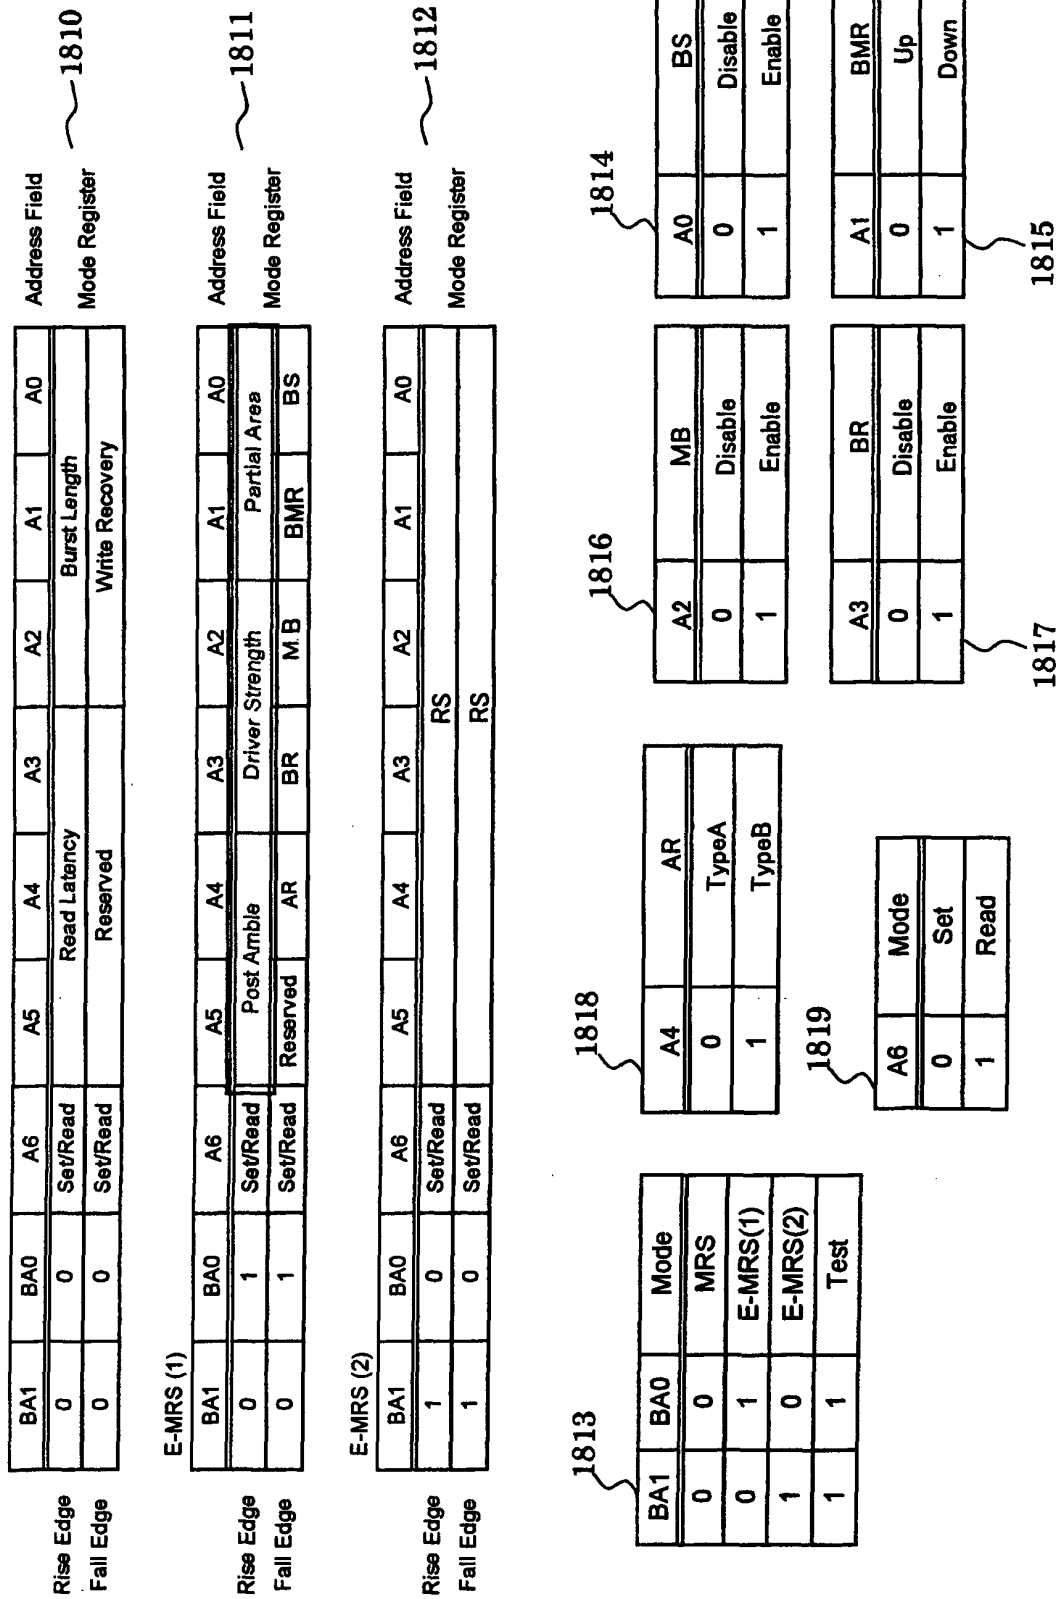 BA1 BA0 A6 A5 A4 A3 A2 A1 A0 Address Field
Rise Edge 0 0 Set/Read Read Latency Burst Length Mode Register
Fall Edge 0 0 Set/Read Reserved Write Recovery
1810
E-MRS (1)
BA1 BA0 A6 A5 A4 A3 A2 A1 A0 Address Field
Rise Edge 0 1 Set/Read Post Amble Driver Strength Partial Area Mode Register
Fall Edge 0 1 Set/Read Reserved AR BR MB BMR BS
1811
E-MRS (2)
BA1 BA0 A6 A5 A4 A3 A2 A1 A0 Address Field
Rise Edge 1 0 Set/Read RS Mode Register
Fall Edge 1 0 Set/Read RS
1812
1813
BA1 BA0 Mode
0 0 MRS
0 1 E-MRS(1)
1 0 E-MRS(2)
1 1 Test
1818
A4 AR
0 TypeA
1 TypeB
1819
A6 Mode
0 Set
1 Read
1816
A2 MB
0 Disable
1 Enable
A3 BR
0 Disable
1 Enable
1817
1814
A0 BS
0 Disable
1 Enable
A1 BMR
0 Up
1 Down
1815